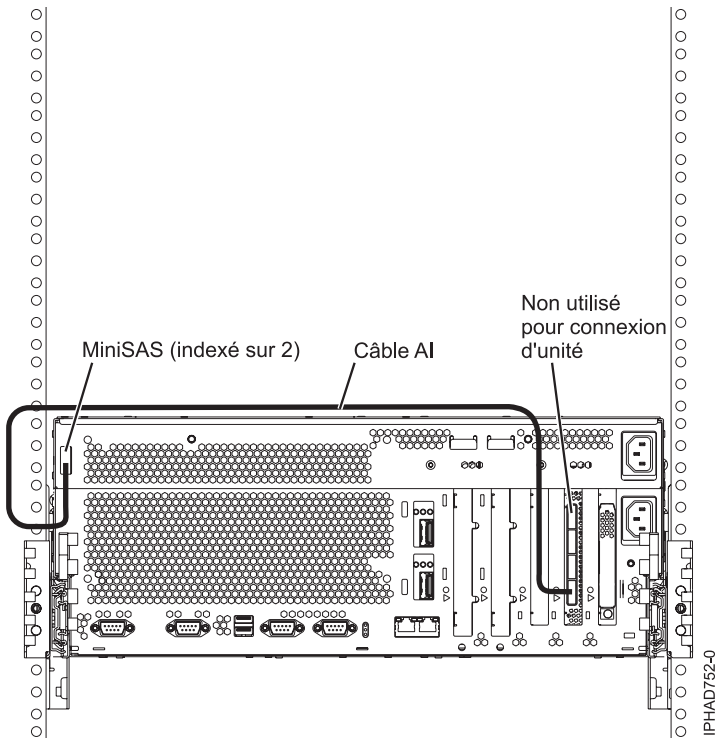 Non utilisé
pour connexion
d'unité
MiniSAS (indexé sur 2)
Câble AI
IPHAD752-0